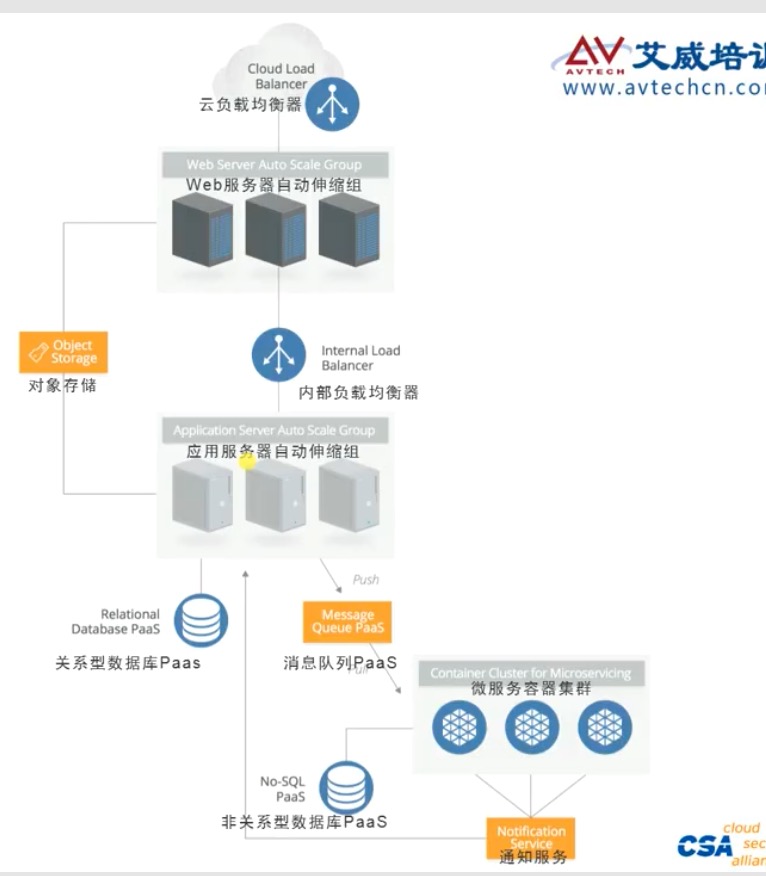 Cloud Load
Balancer
云负载均衡器
AV 艾威培训
AVTECH
www.avtechcn.com
Web Server Auto Scale Group
Web服务器自动伸缩组
Object
Storage
对象存储
Internal Load
Balancer
内部负载均衡器
Application Server Auto Scale Group
应用服务器自动伸缩组
Push
Relational
Database PaaS
关系型数据库Paas
Message
Queue PaaS
消息队列PaaS
Pull
Container Cluster for Microservicing
微服务容器集群
No-SQL
PaaS
非关系型数据库PaaS
Notification
Service
通知服务
CSA
cloud
sec
allian